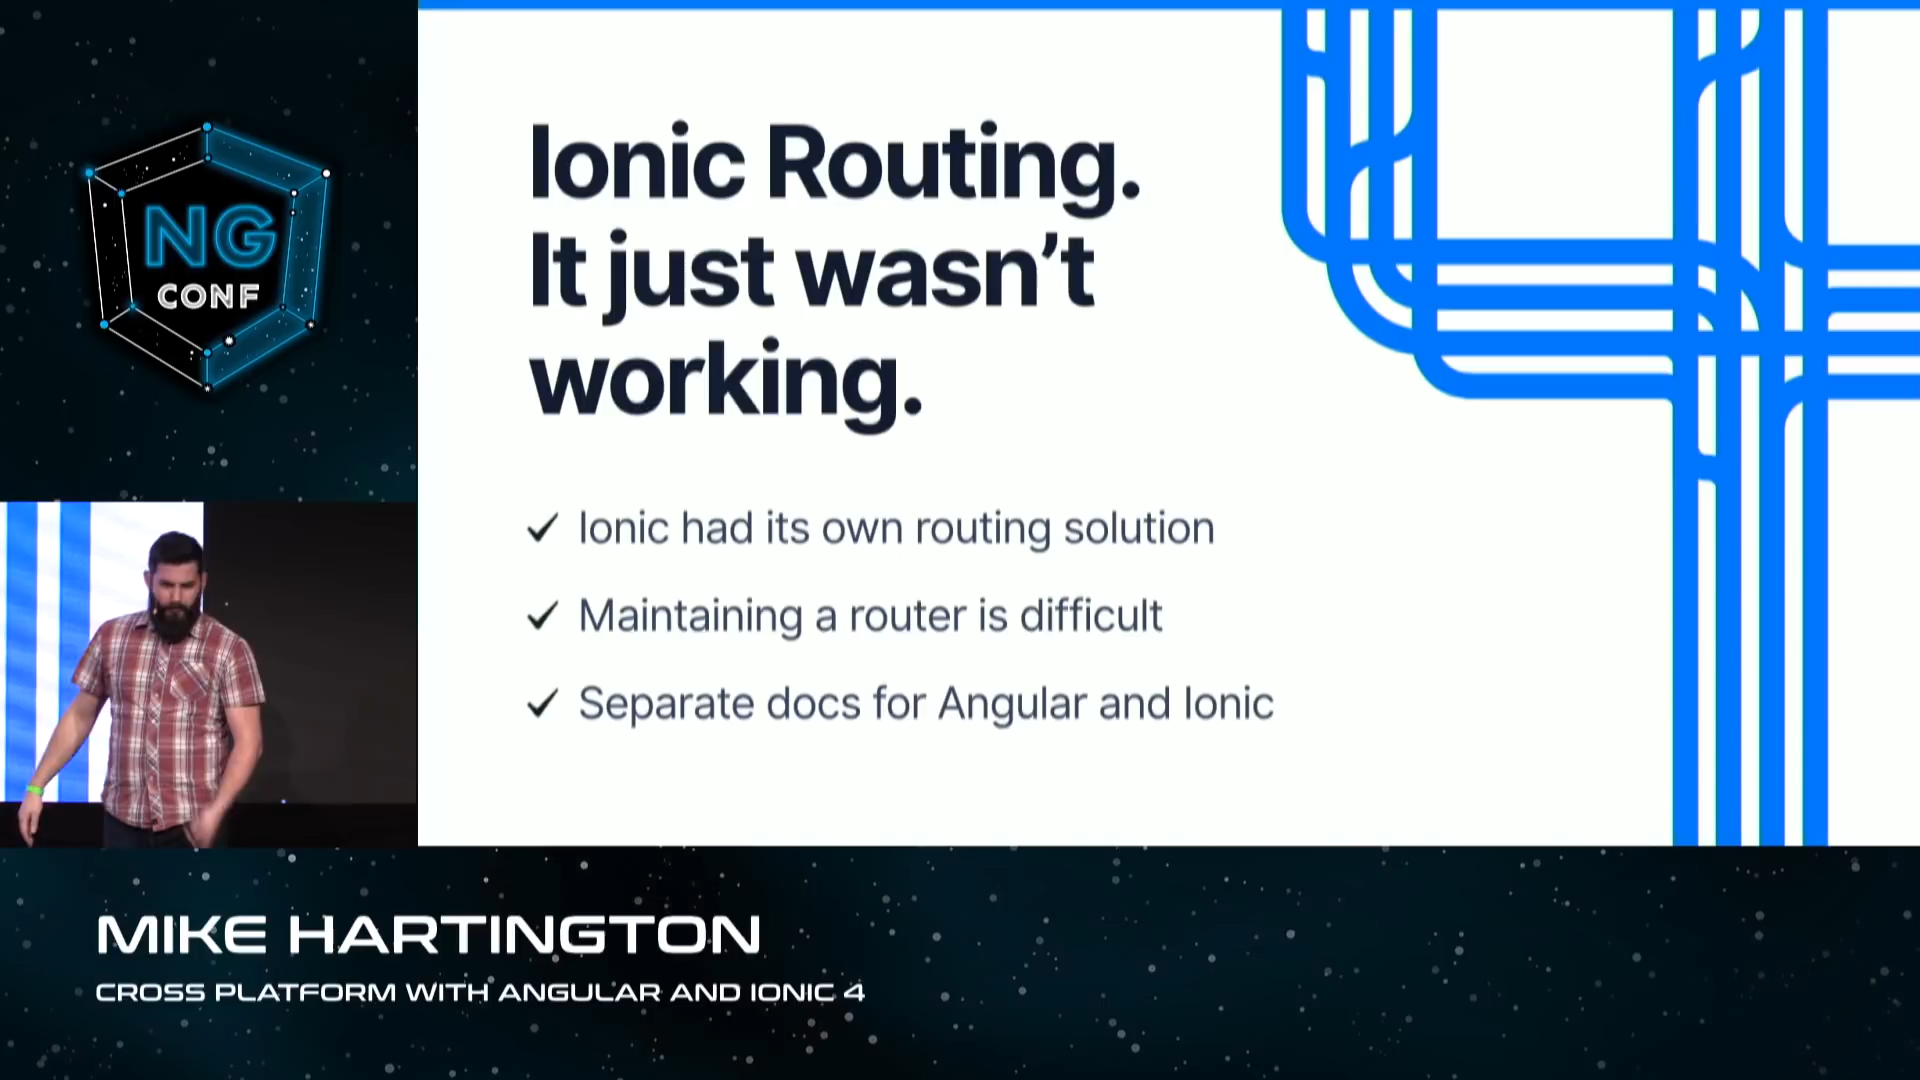 NG
CONF
Ionic Routing.
It just wasn’t
working.
✓ Ionic had its own routing solution
✓ Maintaining a router is difficult
✓ Separate docs for Angular and Ionic
MIKE HARTINGTON
CROSS PLATFORM WITH ANGULAR AND IONIC 4